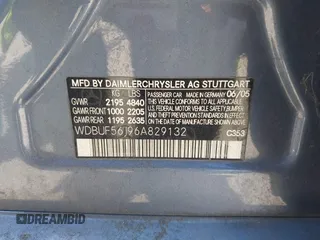 MFD BY DAIMLERCHRYSLER AG STUTTGART
PASSENGER CAR MADE IN GERMANY 06/05
KG LBS
GVWR 2195 4840
GAWR FRONT 1000 2205
GAWR REAR 1195 2635
THIS VEHICLE CONFORMS TO ALL APPLICABLE
U.S. FEDERAL MOTOR VEHICLE SAFETY, BUMPER
AND THEFT PREVENTION STANDARDS
IN EFFECT ON THE DATE OF
MANUFACTURE SHOWN ABOVE
WDBUF56J96A829132
C353
DREAMBID